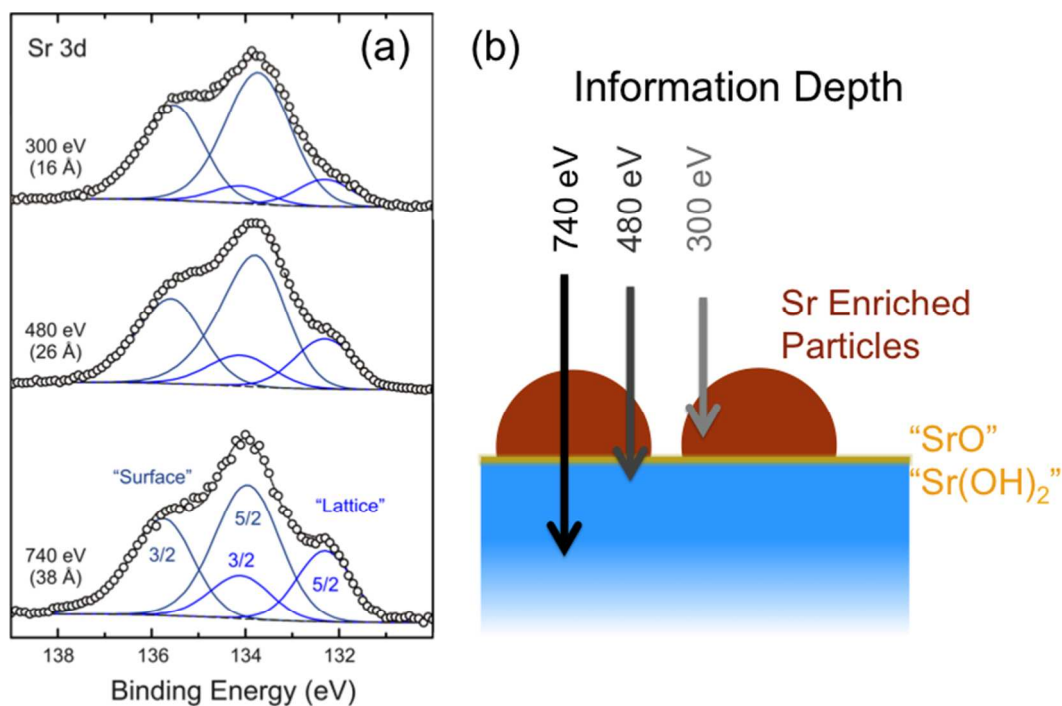 Sr 3d
(a)
300 eV
(16 Å)
480 eV
(26 Å)
"Surface"
"Lattice"
5/2
3/2
3/2
5/2
740 eV
(38 Å)
138
136
134
132
Binding Energy (eV)
(b)
Information Depth
740 eV
480 eV
300 eV
Sr Enriched
Particles
"SrO"
"Sr(OH)₂"